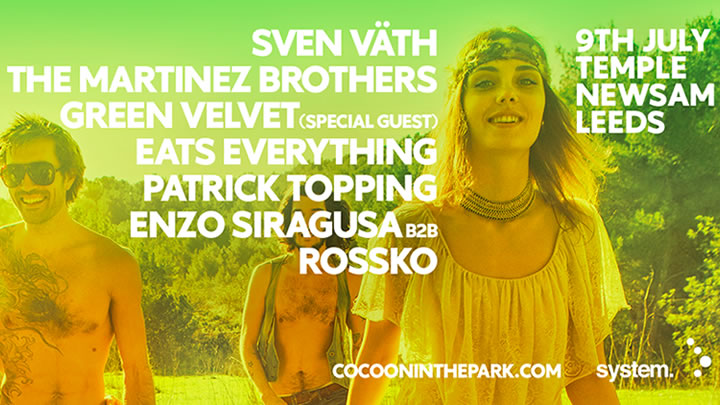 SVEN VÄTH
THE MARTINEZ BROTHERS
GREEN VELVET (SPECIAL GUEST)
EATS EVERYTHING
PATRICK TOPPING
ENZO SIRAGUSA B2B
ROSSKO
9TH JULY
TEMPLE
NEWSAM
LEEDS
COCOONINTHEPARK.COM
system.